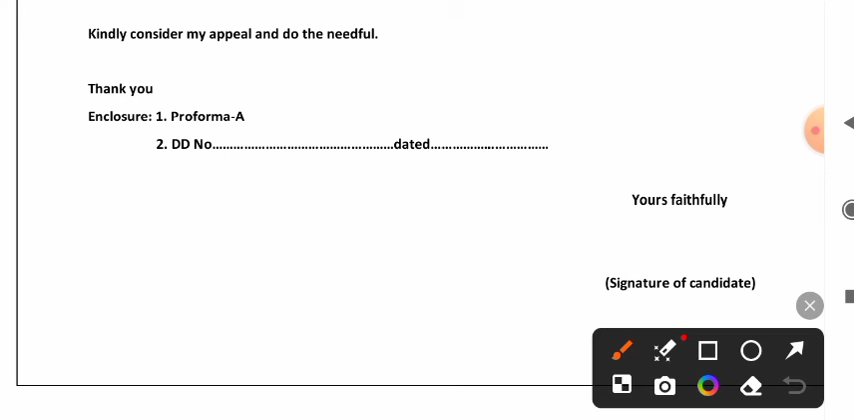 Kindly consider my appeal and do the needful.
Thank you
Enclosure: 1. Proforma-A
2. DD No..................................................dated.................................
Yours faithfully
(Signature of candidate)